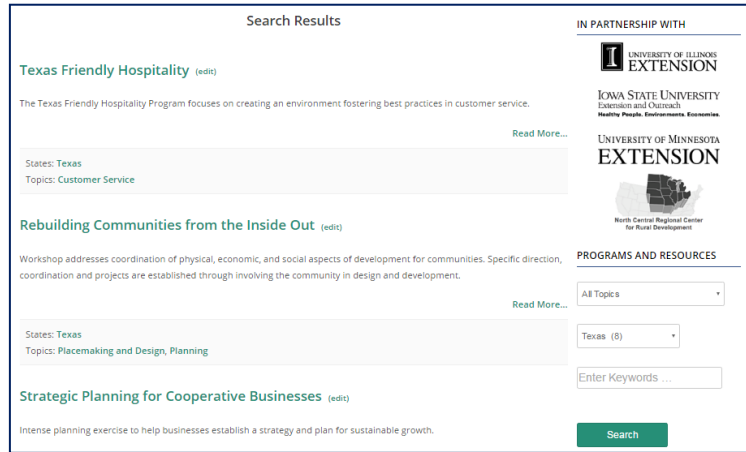 Search Results
Texas Friendly Hospitality (edit)
The Texas Friendly Hospitality Program focuses on creating an environment fostering best practices in customer service.
Read More...
States: Texas
Topics: Customer Service
Rebuilding Communities from the Inside Out (edit)
Workshop addresses coordination of physical, economic, and social aspects of development for communities. Specific direction,
coordination and projects are established through involving the community in design and development.
Read More...
States: Texas
Topics: Placemaking and Design, Planning
Strategic Planning for Cooperative Businesses (edit)
Intense planning exercise to help businesses establish a strategy and plan for sustainable growth.
IN PARTNERSHIP WITH
I
UNIVERSITY OF ILLINOIS
EXTENSION
IOWA STATE UNIVERSITY
Extension and Outreach
Healthy People. Environments. Economies.
UNIVERSITY OF MINNESOTA
EXTENSION
North Central Regional Center
for Rural Development
PROGRAMS AND RESOURCES
All Topics
Texas (8)
Enter Keywords ...
Search